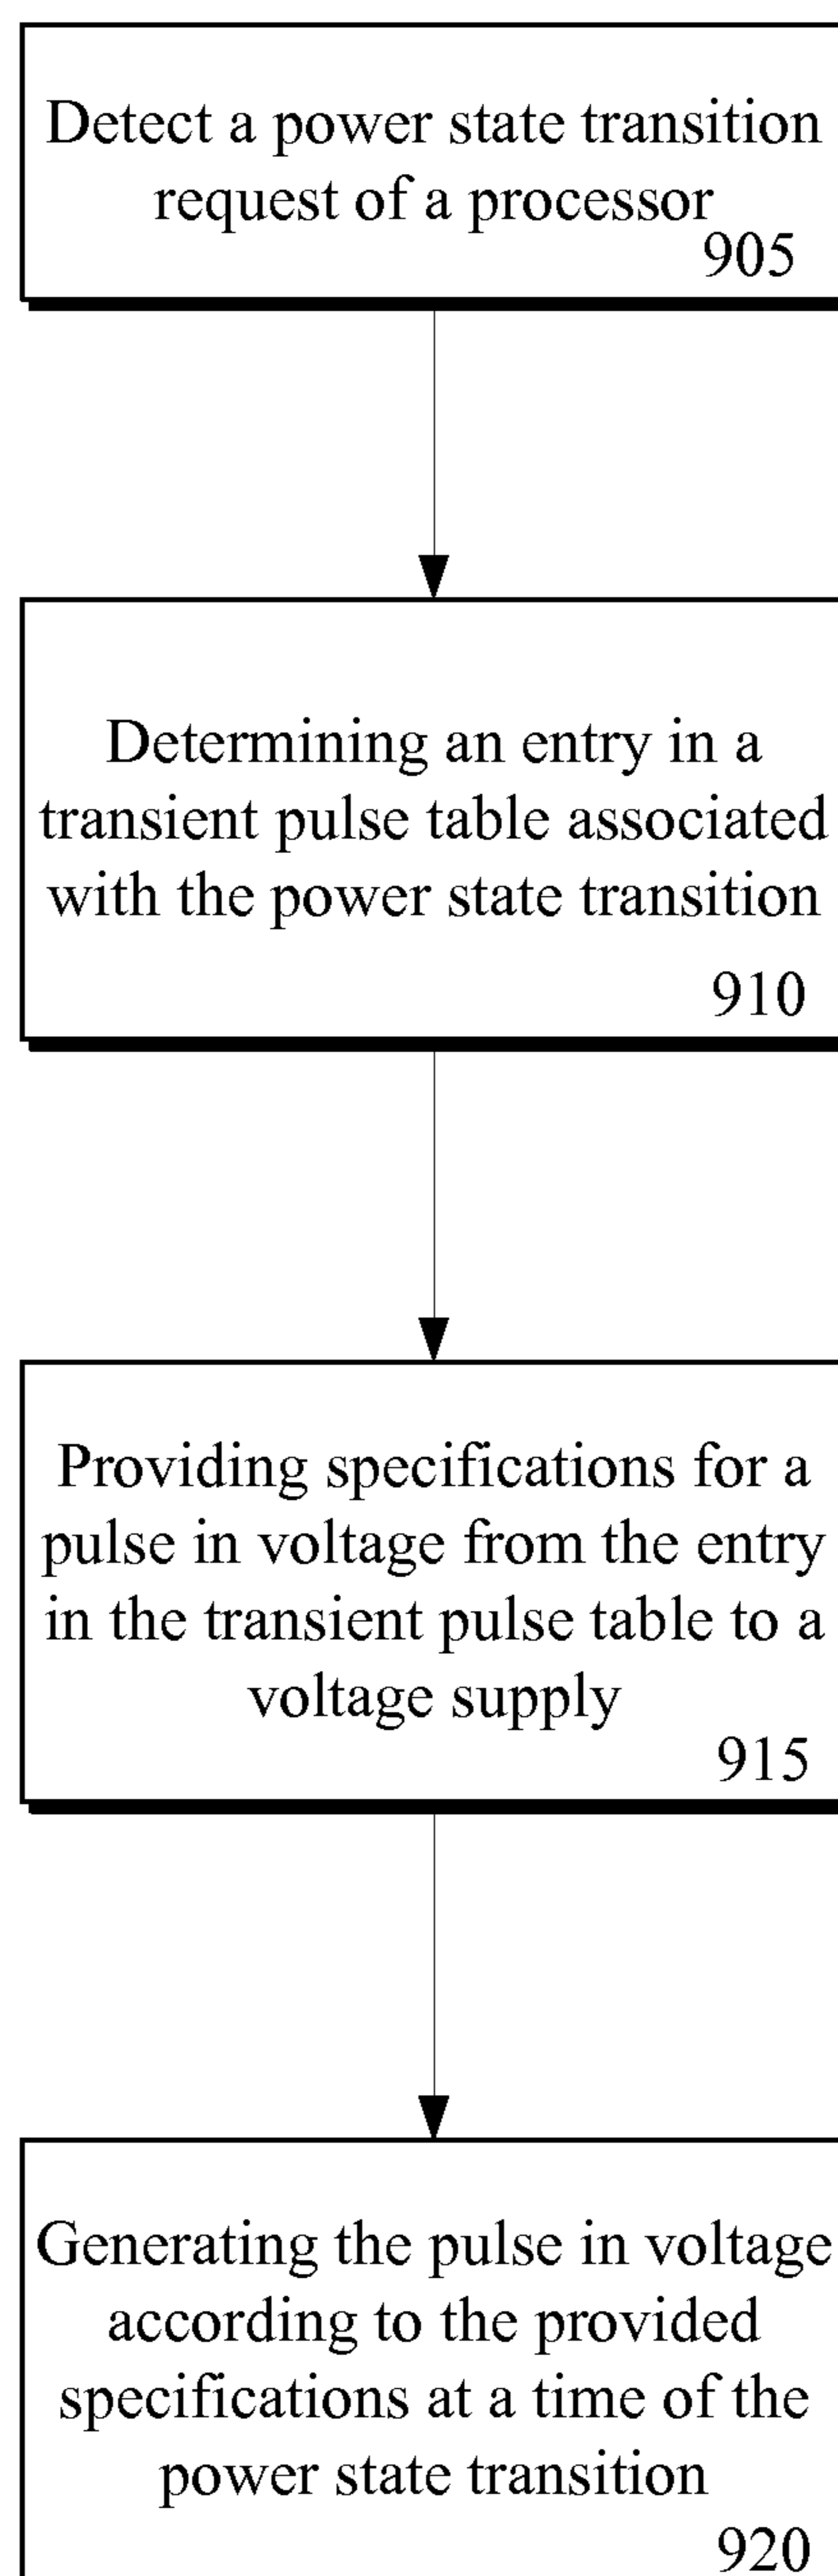 Detect a power state transition
request of a processor
905
Determining an entry in a
transient pulse table associated
with the power state transition
910
Providing specifications for a
pulse in voltage from the entry
in the transient pulse table to a
voltage supply
915
Generating the pulse in voltage
according to the provided
specifications at a time of the
power state transition
920